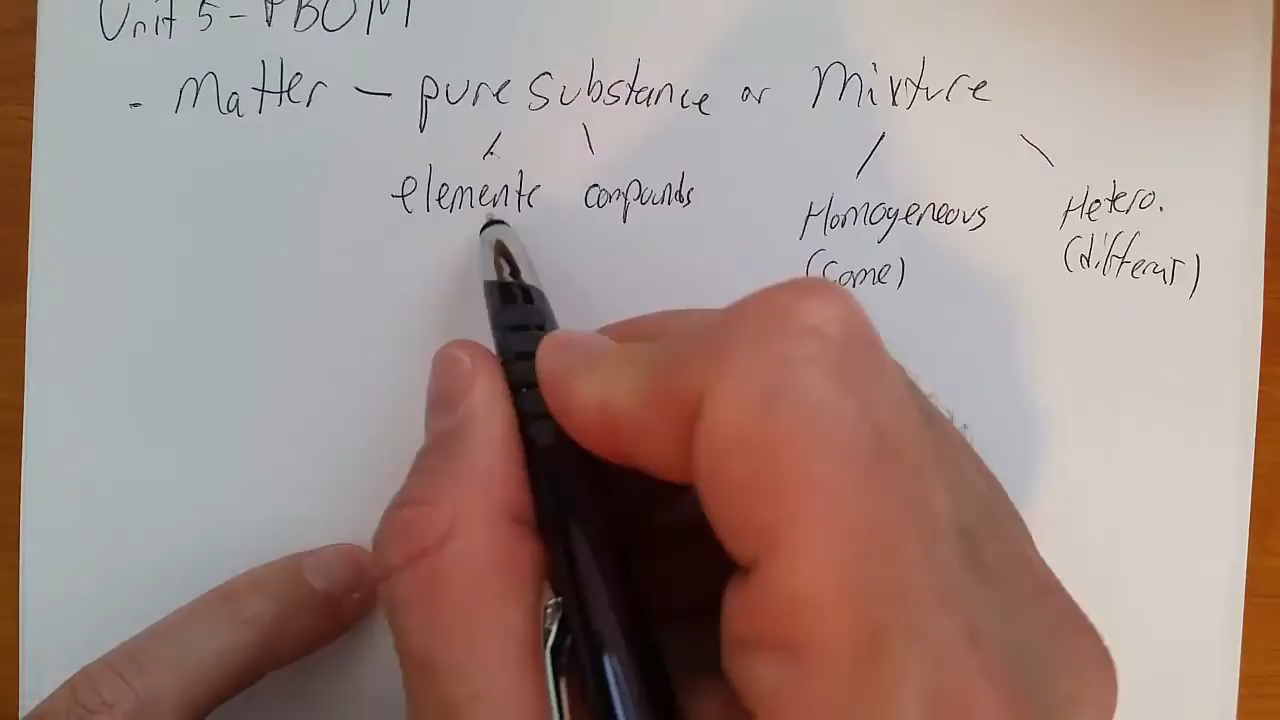 Unit 5 - PBOM
- Matter - pure substance or Mixture
elements compounds
Homogeneous Hetero.
(same) (different)